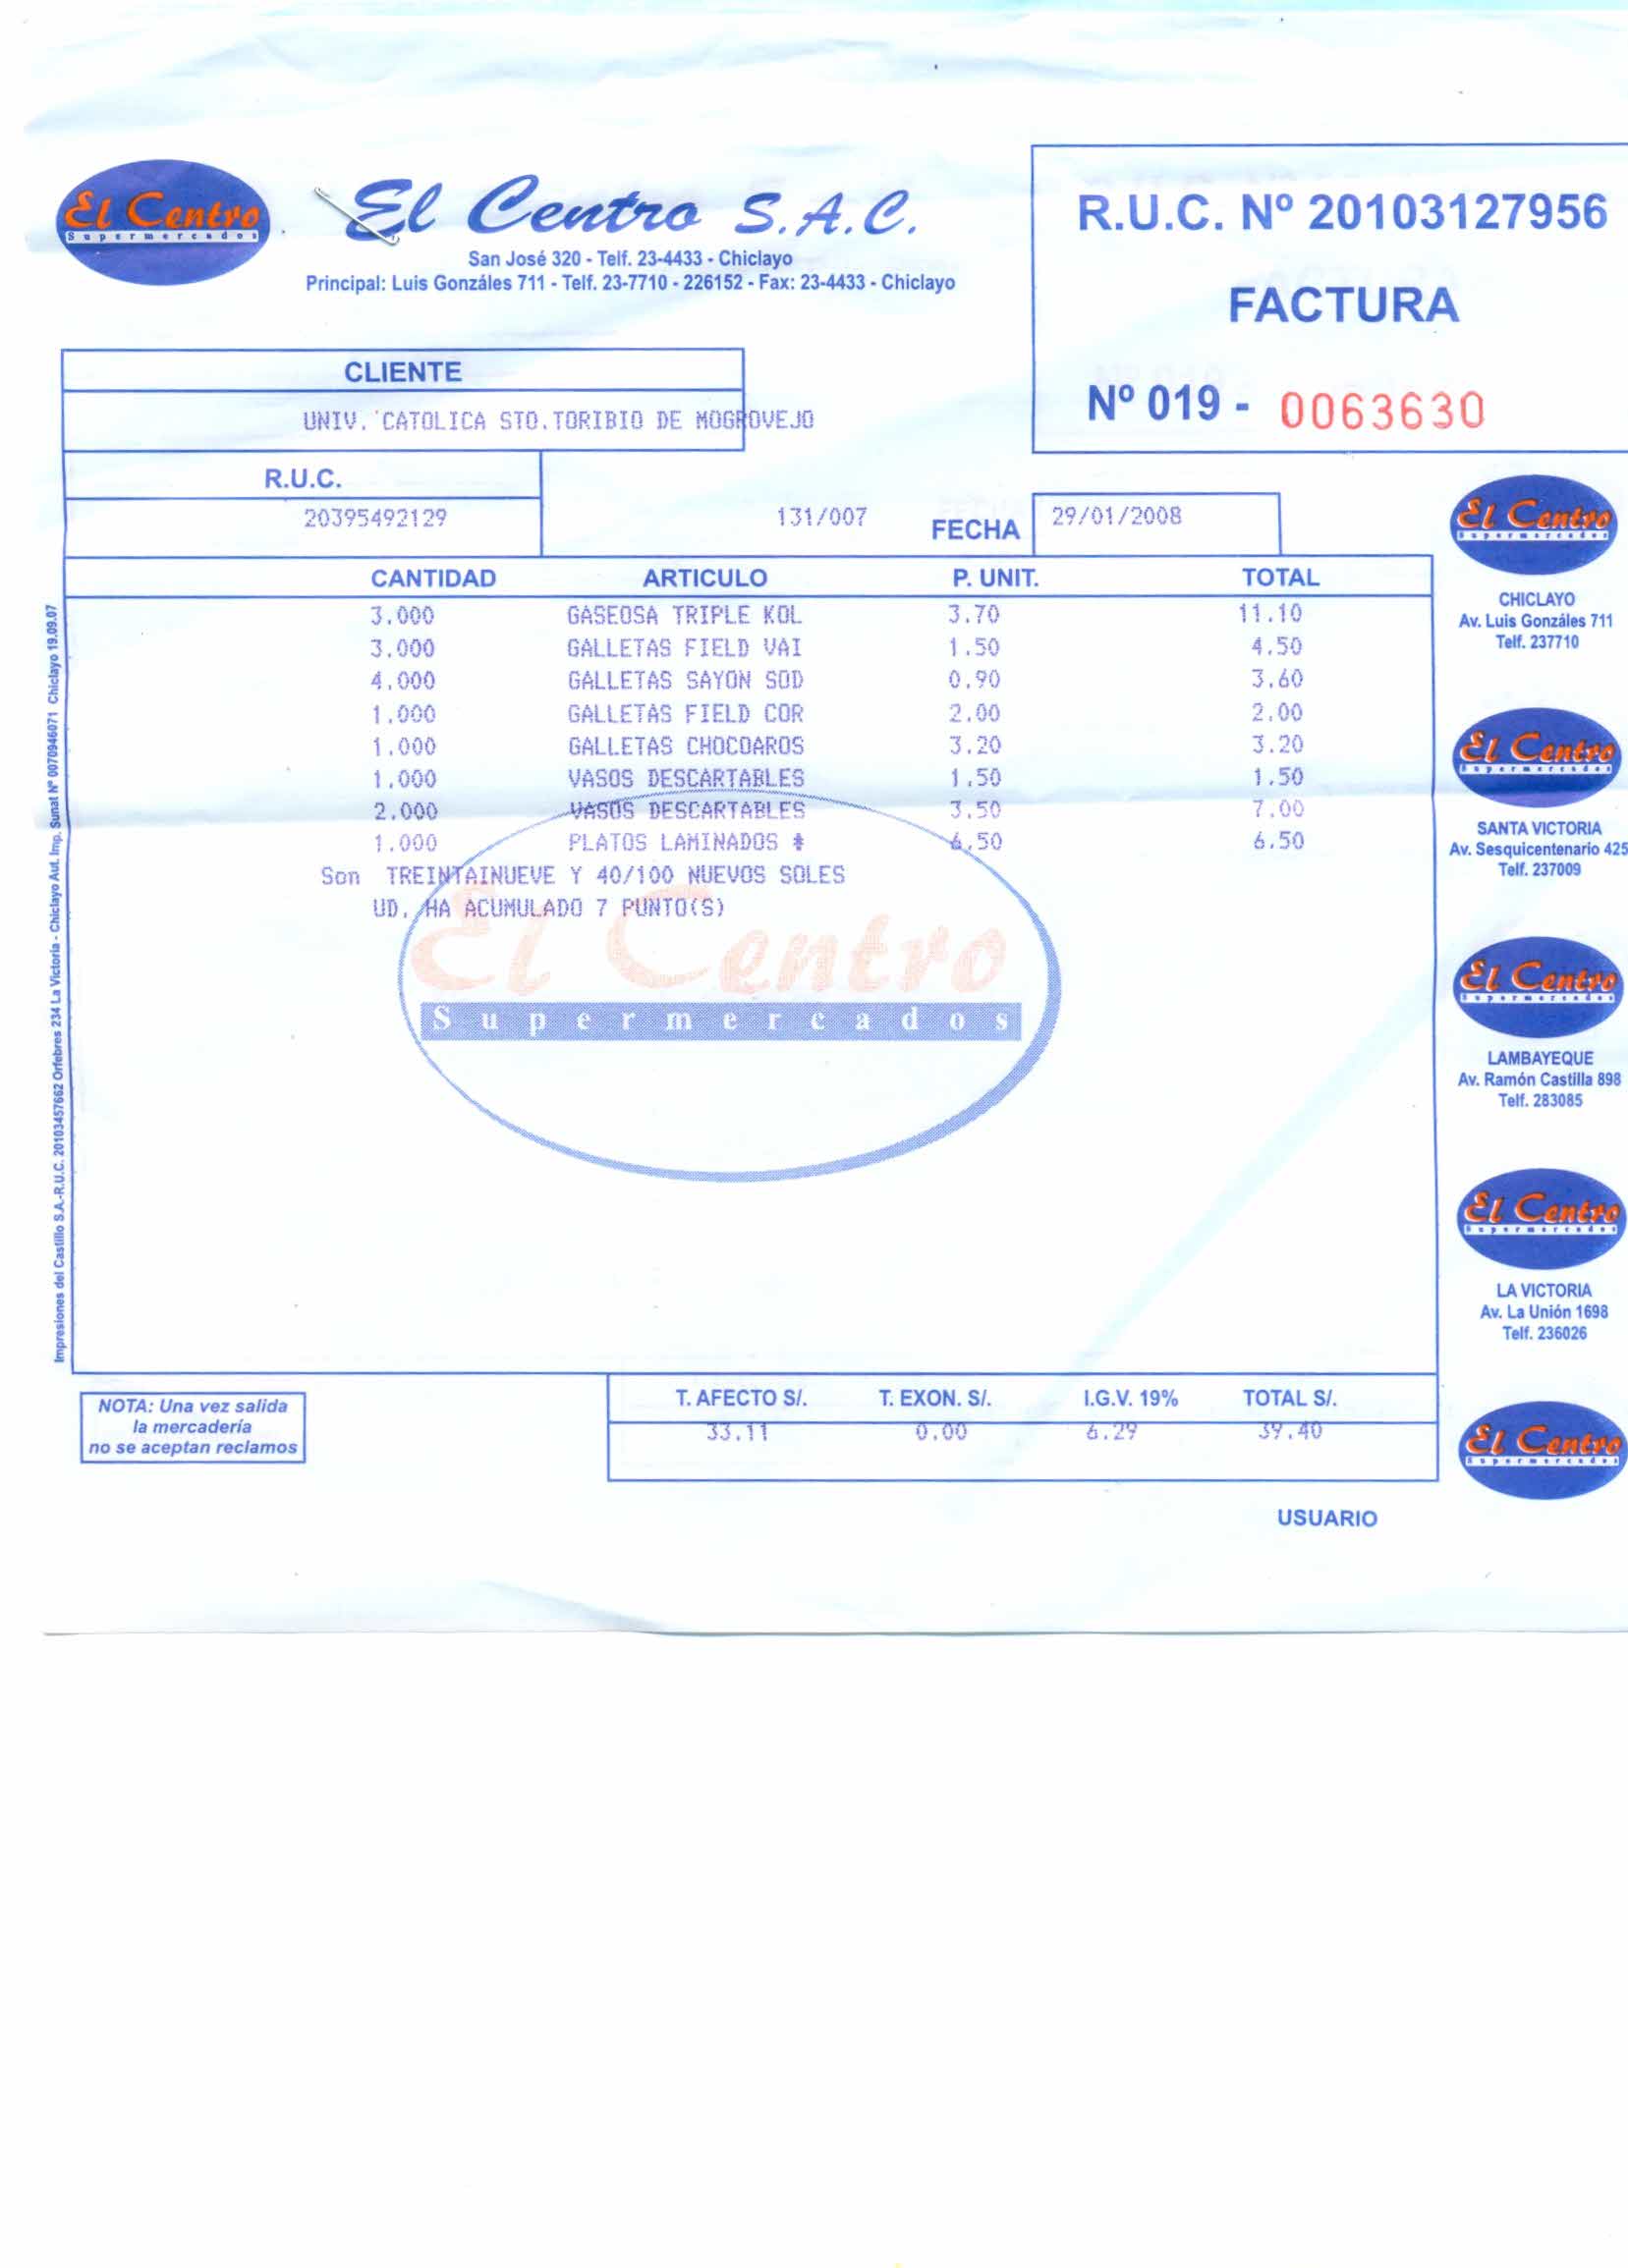 El Centro
Supermercados
El Centro S.A.C.
San José 320 - Telf. 23-4433 - Chiclayo
Principal: Luis Gonzáles 711 - Telf. 23-7710 - 226152 - Fax: 23-4433 - Chiclayo
R.U.C. Nº 20103127956
FACTURA
Nº 019 - 0063630
CLIENTE
UNIV. CATOLICA STO.TORIBIO DE MOGROVEJO
R.U.C.
20395492129 131/007 FECHA 29/01/2008
CANTIDAD ARTICULO P. UNIT. TOTAL
3.000 GASEOSA TRIPLE KOL 3.70 11.10
3.000 GALLETAS FIELD VAI 1.50 4.50
4.000 GALLETAS SAYON SOD 0.90 3.60
1.000 GALLETAS FIELD COR 2.00 2.00
1.000 GALLETAS CHOCOAROS 3.20 3.20
1.000 VASOS DESCARTABLES 1.50 1.50
2.000 VASOS DESCARTABLES 3.50 7.00
1.000 PLATOS LAMINADOS * 6.50 6.50
Son TREINTAINUEVE Y 40/100 NUEVOS SOLES
UD. HA ACUMULADO 7 PUNTO(S)
El Centro
Supermercados
T. AFECTO S/. T. EXON. S/. I.G.V. 19% TOTAL S/.
33.11 0.00 6.29 39.40
NOTA: Una vez salida
la mercadería
no se aceptan reclamos
USUARIO
Impresiones del Castillo S.A.-R.U.C. 20103457662 Orfebres 234 La Victoria - Chiclayo Aut. Imp. Sunat Nº 0070946071 Chiclayo 19.09.07
El Centro
Supermercados
CHICLAYO
Av. Luis Gonzáles 711
Telf. 237710
El Centro
Supermercados
SANTA VICTORIA
Av. Sesquicentenario 425
Telf. 237009
El Centro
Supermercados
LAMBAYEQUE
Av. Ramón Castilla 898
Telf. 283085
El Centro
Supermercados
LA VICTORIA
Av. La Unión 1698
Telf. 236026
El Centro
Supermercados